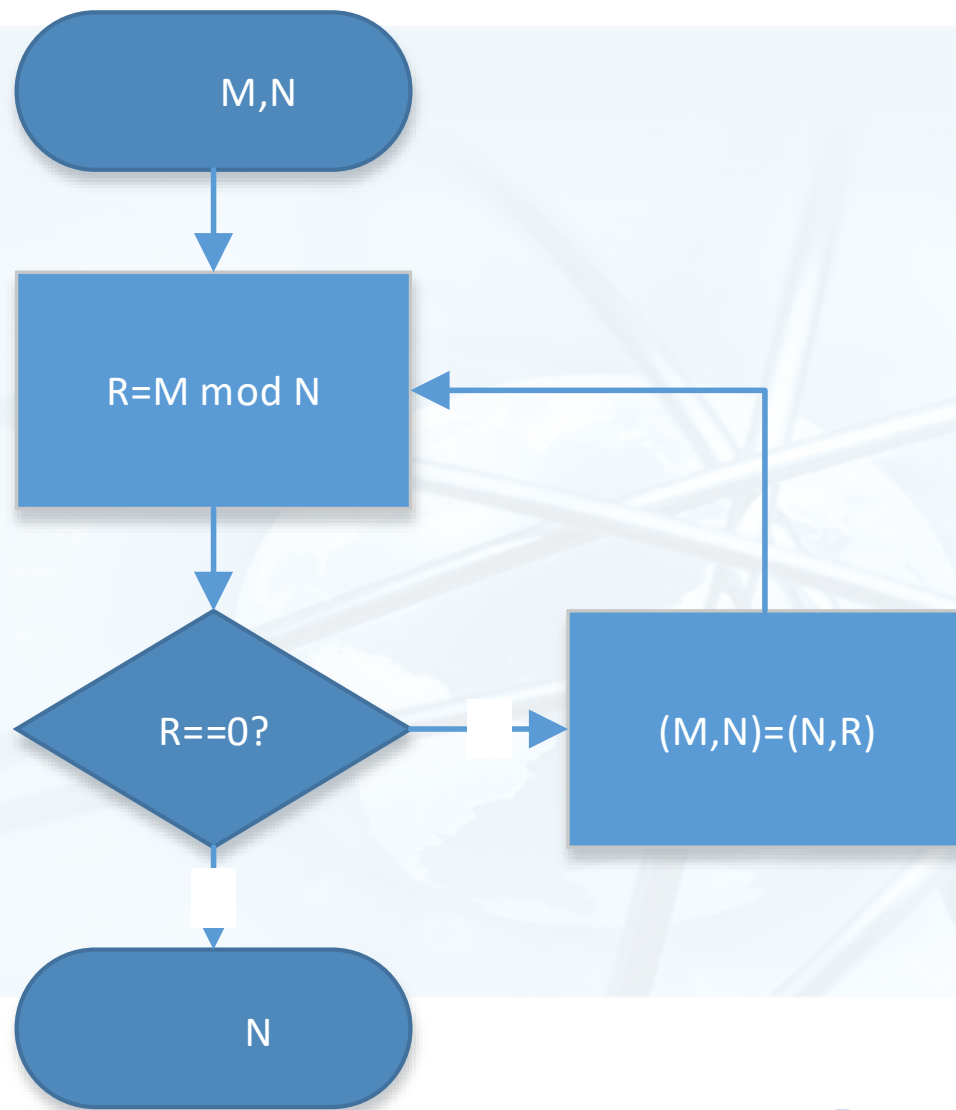 M,N
R=M mod N
R==0?
(M,N)=(N,R)
N